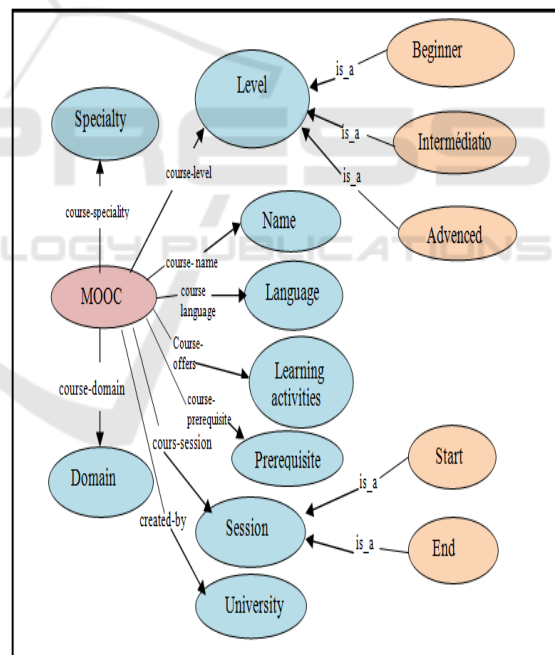 Beginner
is_a
Level
Specialty
is_a
Intermédiatio
course-level
is_a
course-speciality
Name
Advenced
course- name
MOOC
course
language
Language
Course-
offers
Learning
activities
course-domain
course-
prerequisite
cours-session
Prerequisite
Start
Domain
is_a
created-by
Session
is_a
End
University